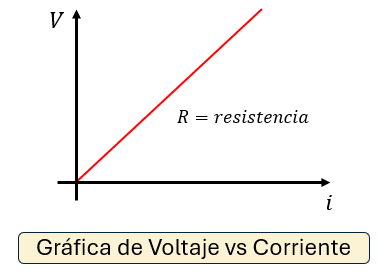 V
R = resistencia
i
Gráfica de Voltaje vs Corriente